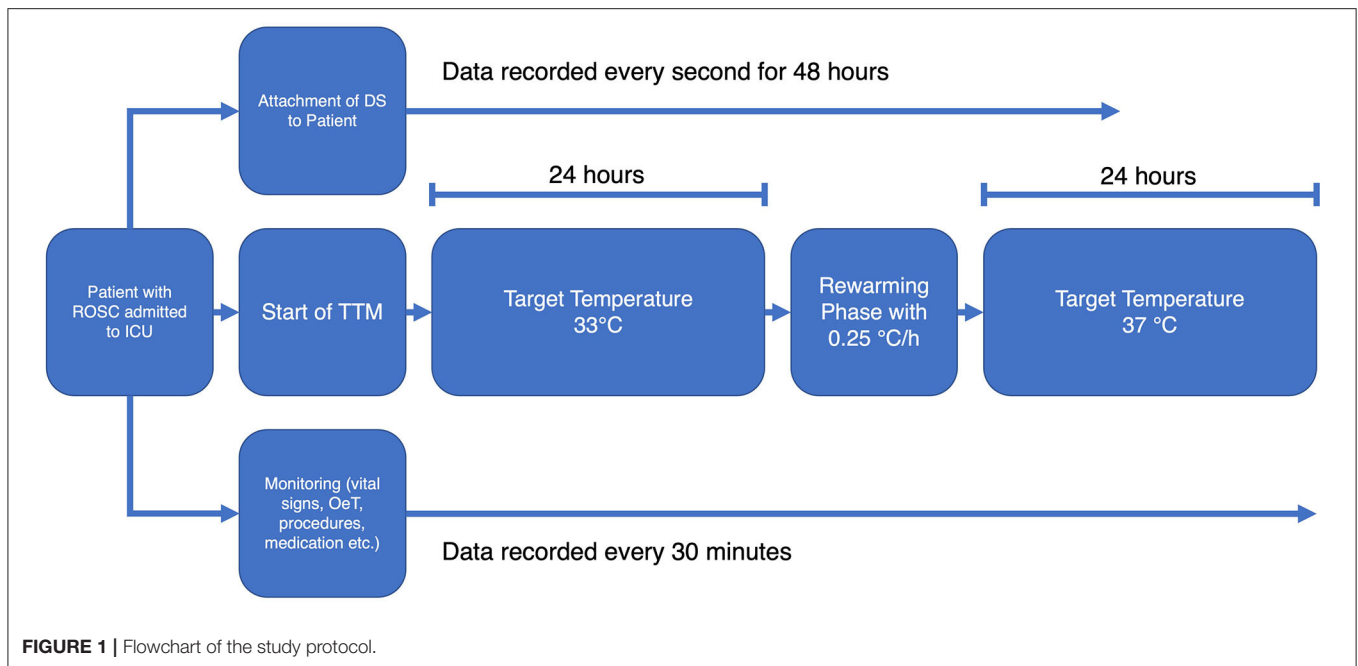 Attachment of DS
to Patient
Data recorded every second for 48 hours
24 hours
24 hours
Patient with
ROSC admitted
to ICU
Start of TTM
Target Temperature
33°C
Rewarming
Phase with
0.25 °C/h
Target Temperature
37 °C
Monitoring (vital
signs, OeT,
procedures,
medication etc.)
Data recorded every 30 minutes
FIGURE 1 | Flowchart of the study protocol.